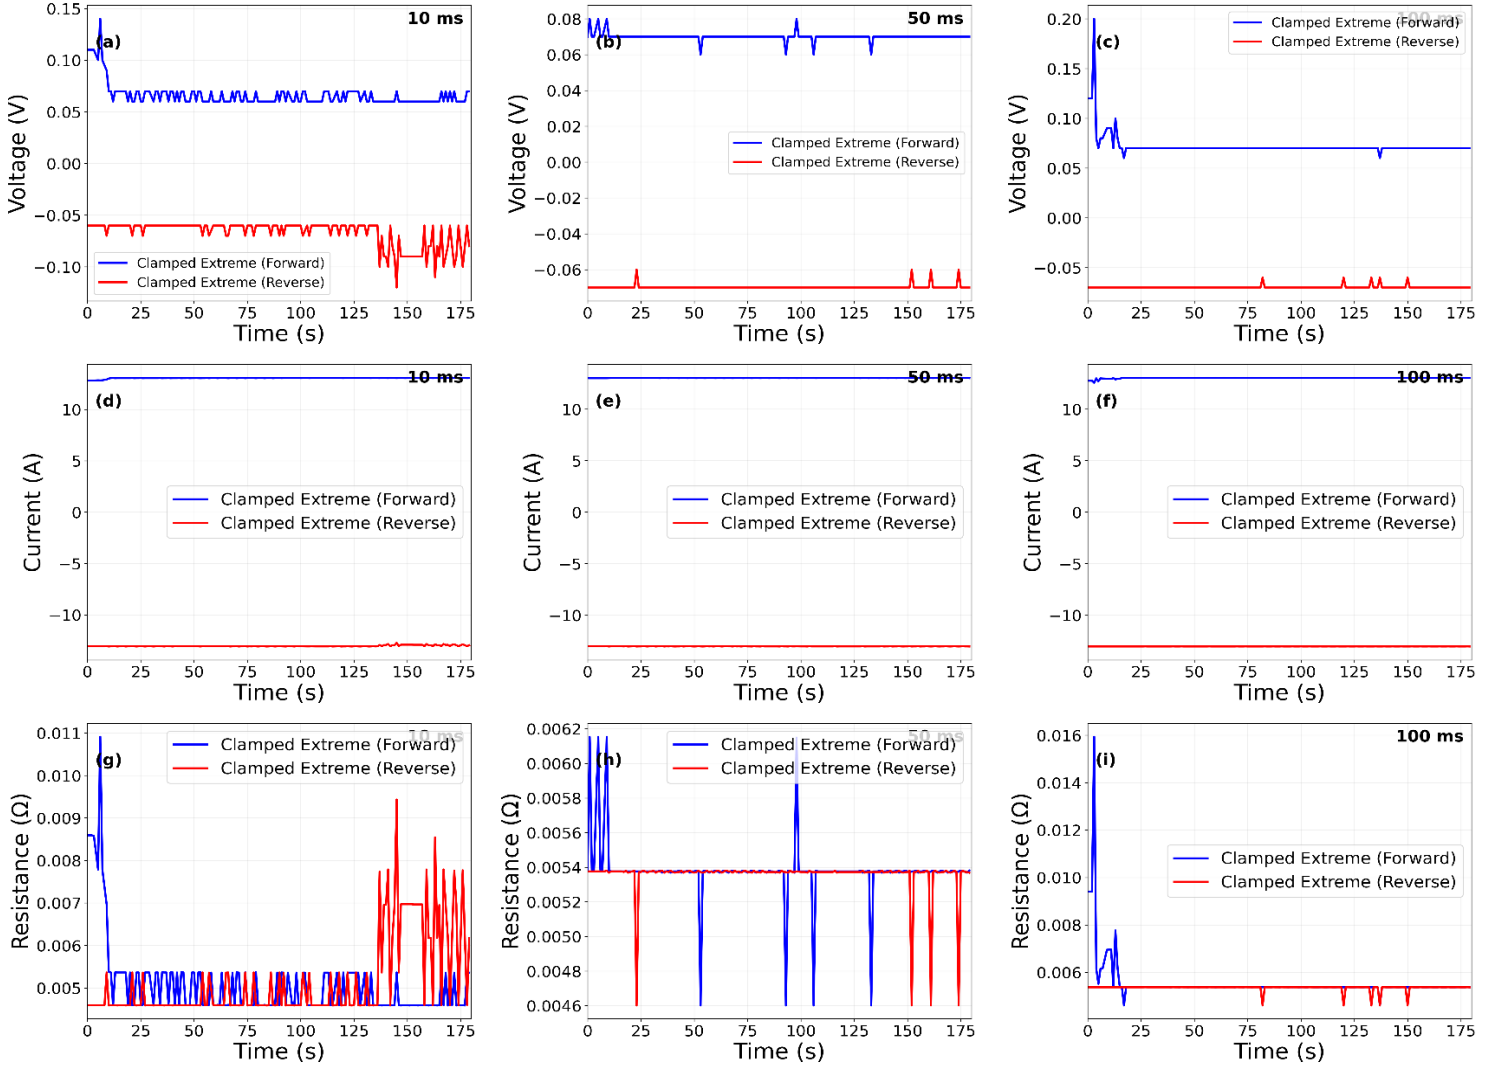 10 ms
(a)
Voltage (V)
0.15
0.10
0.05
0.00
−0.05
−0.10
Clamped Extreme (Forward)
Clamped Extreme (Reverse)
0 25 50 75 100 125 150 175
Time (s)
50 ms
(b)
Voltage (V)
0.08
0.06
0.04
0.02
0.00
−0.02
−0.04
−0.06
Clamped Extreme (Forward)
Clamped Extreme (Reverse)
0 25 50 75 100 125 150 175
Time (s)
100 ms
(c)
Voltage (V)
0.20
0.15
0.10
0.05
0.00
−0.05
Clamped Extreme (Forward)
Clamped Extreme (Reverse)
0 25 50 75 100 125 150 175
Time (s)
10 ms
(d)
Current (A)
10
5
0
−5
−10
Clamped Extreme (Forward)
Clamped Extreme (Reverse)
0 25 50 75 100 125 150 175
Time (s)
50 ms
(e)
Current (A)
10
5
0
−5
−10
Clamped Extreme (Forward)
Clamped Extreme (Reverse)
0 25 50 75 100 125 150 175
Time (s)
100 ms
(f)
Current (A)
10
5
0
−5
−10
Clamped Extreme (Forward)
Clamped Extreme (Reverse)
0 25 50 75 100 125 150 175
Time (s)
10 ms
(g)
Resistance (Ω)
0.011
0.010
0.009
0.008
0.007
0.006
0.005
Clamped Extreme (Forward)
Clamped Extreme (Reverse)
0 25 50 75 100 125 150 175
Time (s)
50 ms
(h)
Resistance (Ω)
0.0062
0.0060
0.0058
0.0056
0.0054
0.0052
0.0050
0.0048
0.0046
Clamped Extreme (Forward)
Clamped Extreme (Reverse)
0 25 50 75 100 125 150 175
Time (s)
100 ms
(i)
Resistance (Ω)
0.016
0.014
0.012
0.010
0.008
0.006
Clamped Extreme (Forward)
Clamped Extreme (Reverse)
0 25 50 75 100 125 150 175
Time (s)